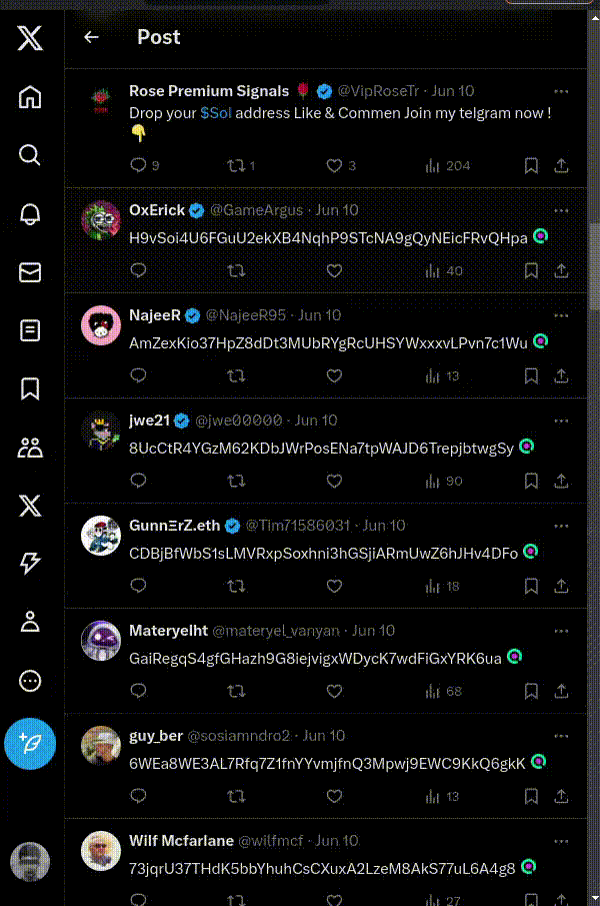 Post
Rose Premium Signals 🌹 @VipRoseTr · Jun 10
Drop your $Sol address Like & Commen Join my telgram now !
👇
9 1 3 204
OxErick @GameArgus · Jun 10
H9vSoi4U6FGuU2ekXB4NqhP9STcNA9gQyNEicFRvQHpa
40
NajeeR @NajeeR95 · Jun 10
AmZexKio37HpZ8dDt3MUbRYgRcUHSYWxxxvLPvn7c1Wu
13
jwe21 @jwe00000 · Jun 10
8UcCtR4YGzM62KDbJWrPosENa7tpWAJD6TrepjbtwgSy
90
GunnΞrZ.eth @Tim71586031 · Jun 10
CDBjBfWbS1sLMVRxpSoxhni3hGSjiARmUwZ6hJHv4DFo
18
Materyelht @materyel_vanyan · Jun 10
GaiRegqS4gfGHazh9G8iejvigxWDycK7wdFiGxYRK6ua
68
guy_ber @sosiamndro2 · Jun 10
6WEa8WE3AL7Rfq7Z1fnYYvmjfnQ3Mpwj9EWC9KkQ6gkK
13
Wilf Mcfarlane @wilfmcf · Jun 10
73jqrU37THdK5bbYhuhCsCXuxA2LzeM8AkS77uL6A4g8
27